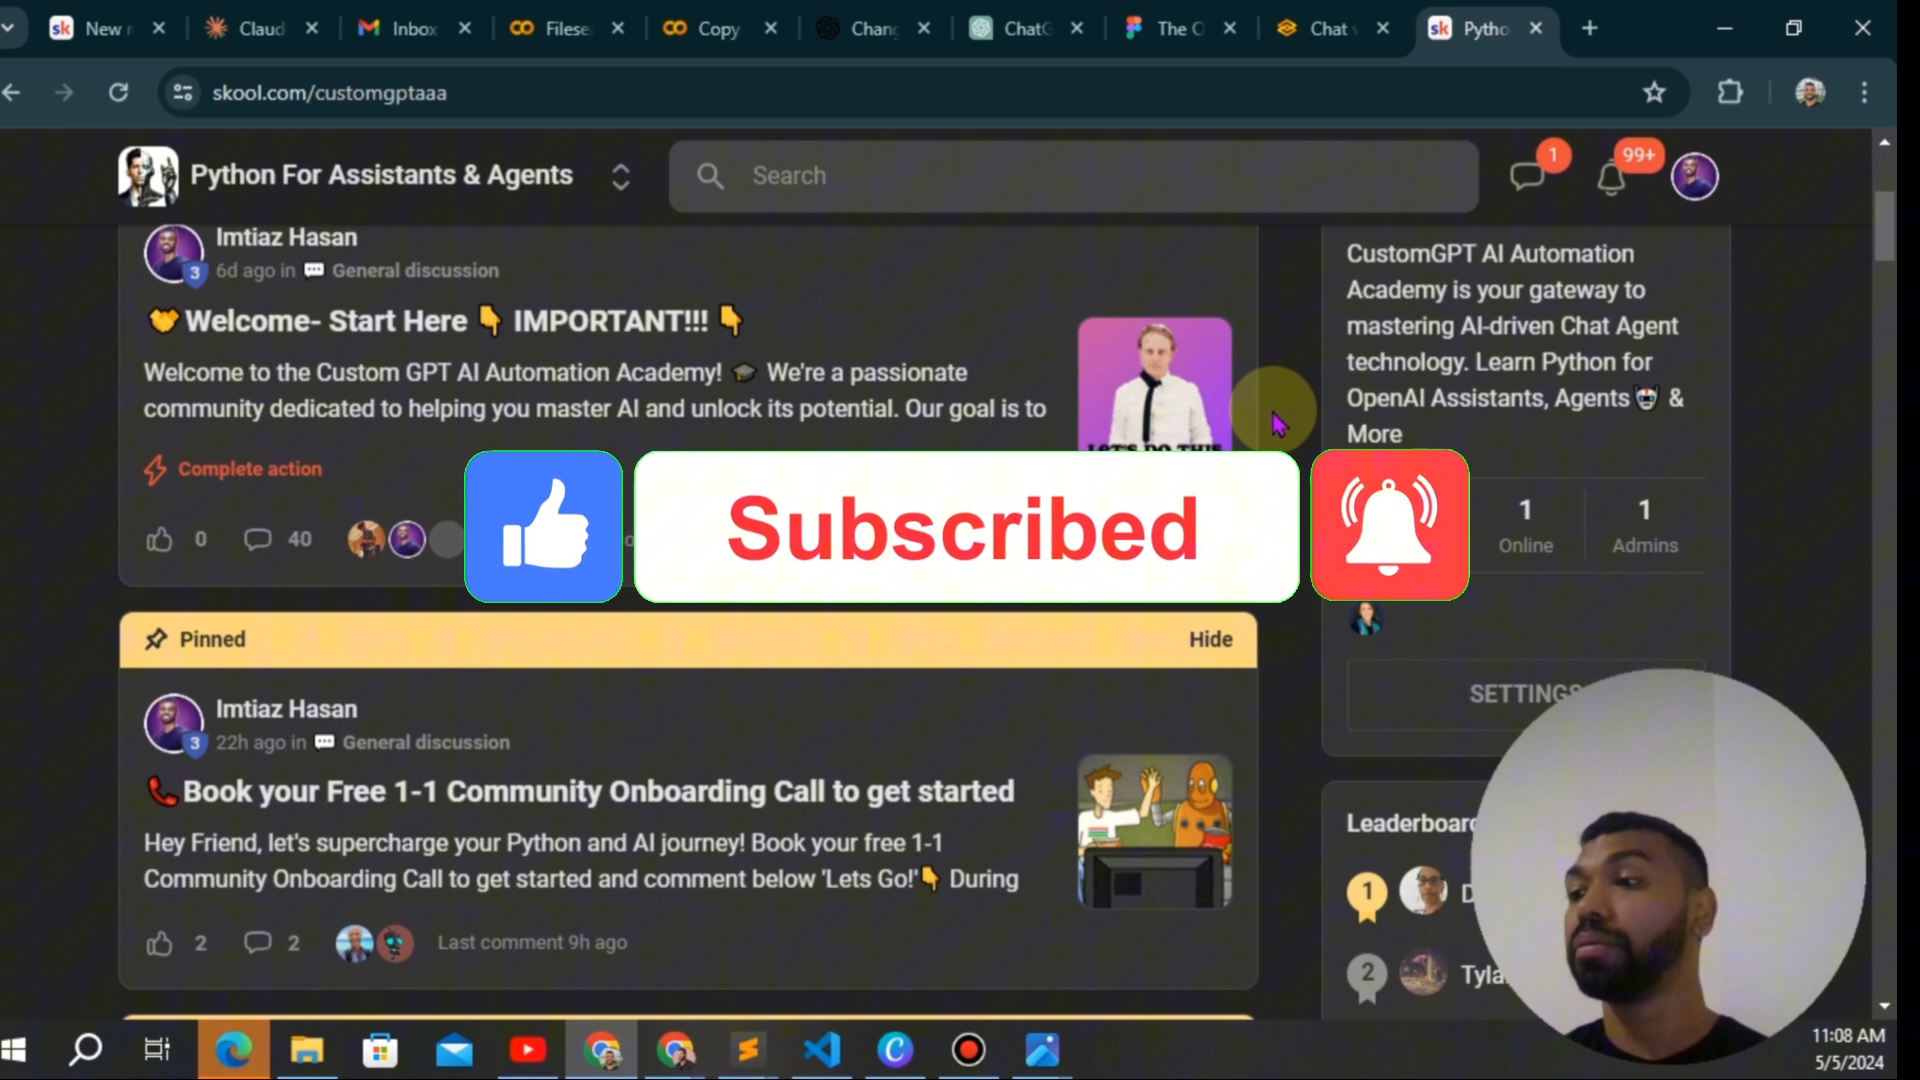 New
Claud
Inbox
Filese
Copy
Chang
ChatG
The O
Chat
Pytho
skool.com/customgptaaa
Python For Assistants & Agents
Search
1
99+
Imtiaz Hasan
3
6d ago in General discussion
Welcome- Start Here IMPORTANT!!!
Welcome to the Custom GPT AI Automation Academy! We're a passionate
community dedicated to helping you master AI and unlock its potential. Our goal is to
LET'S DO THIS
Complete action
0
40
Subscribed
CustomGPT AI Automation
Academy is your gateway to
mastering AI-driven Chat Agent
technology. Learn Python for
OpenAI Assistants, Agents &
More
1
Online
1
Admins
SETTINGS
Pinned
Hide
Imtiaz Hasan
3
22h ago in General discussion
Book your Free 1-1 Community Onboarding Call to get started
Hey Friend, let's supercharge your Python and AI journey! Book your free 1-1
Community Onboarding Call to get started and comment below 'Lets Go!' During
2
2
Last comment 9h ago
Leaderboard
1
D
2
Tyla
11:08 AM
5/5/2024